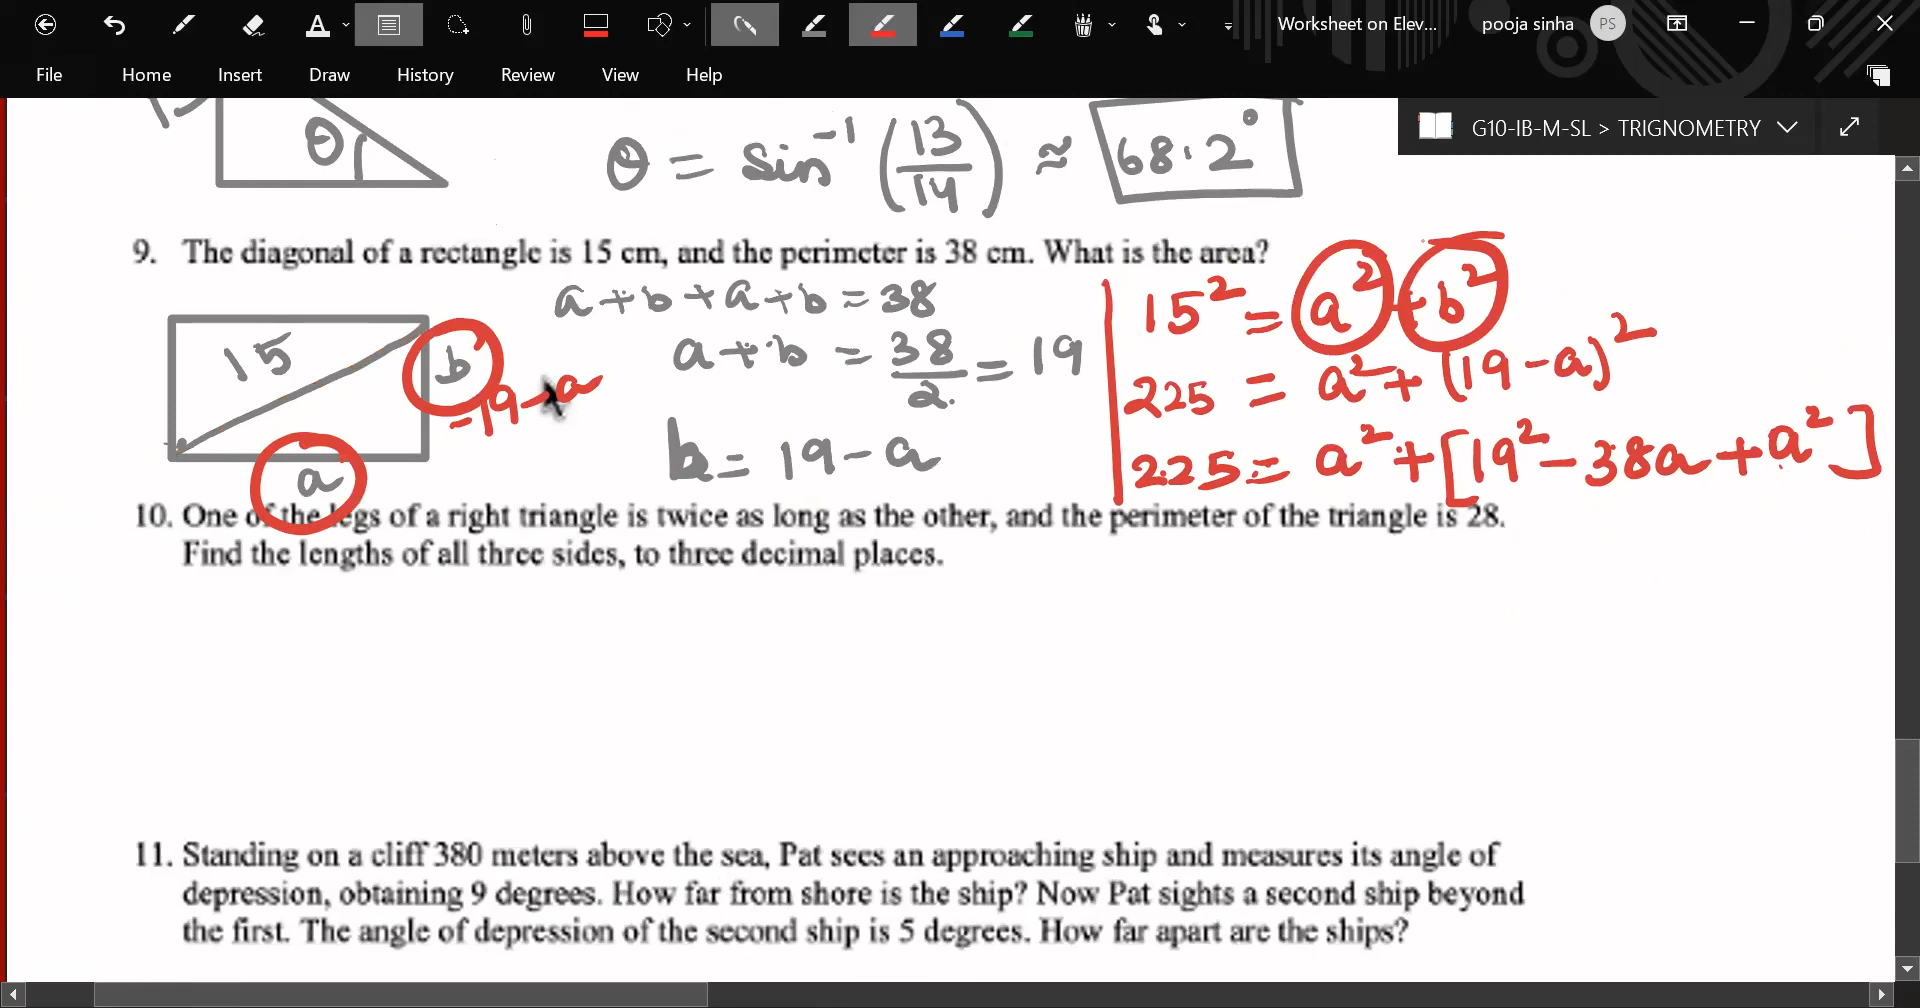 Worksheet on Elev...
pooja sinha
PS
File Home Insert Draw History Review View Help
G10-IB-M-SL > TRIGNOMETRY
θ
θ = sin⁻¹ (13/14) ≈ 68.2°
9. The diagonal of a rectangle is 15 cm, and the perimeter is 38 cm. What is the area?
15
b
= 19 - a
a
a + b + a + b = 38
a + b = 38/2 = 19
b = 19 - a
15² = a² + b²
225 = a² + (19 - a)²
225 = a² + [19² - 38a + a²]
10. One of the legs of a right triangle is twice as long as the other, and the perimeter of the triangle is 28.
Find the lengths of all three sides, to three decimal places.
11. Standing on a cliff 380 meters above the sea, Pat sees an approaching ship and measures its angle of
depression, obtaining 9 degrees. How far from shore is the ship? Now Pat sights a second ship beyond
the first. The angle of depression of the second ship is 5 degrees. How far apart are the ships?